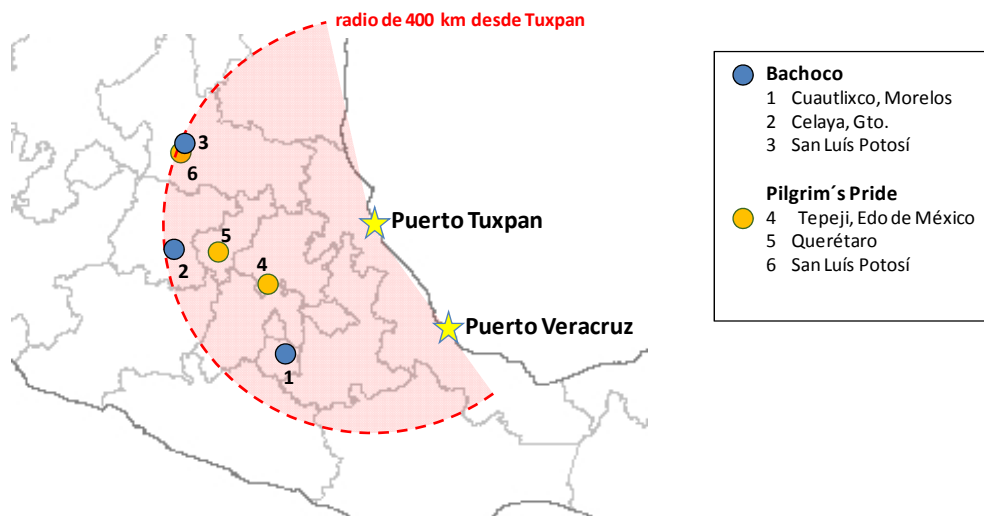 radio de 400 km desde Tuxpan
3
6
Puerto Tuxpan
5
2
4
Puerto Veracruz
1
Bachoco
1 Cuautlixco, Morelos
2 Celaya, Gto.
3 San Luís Potosí
Pilgrim´s Pride
4 Tepeji, Edo de México
5 Querétaro
6 San Luís Potosí